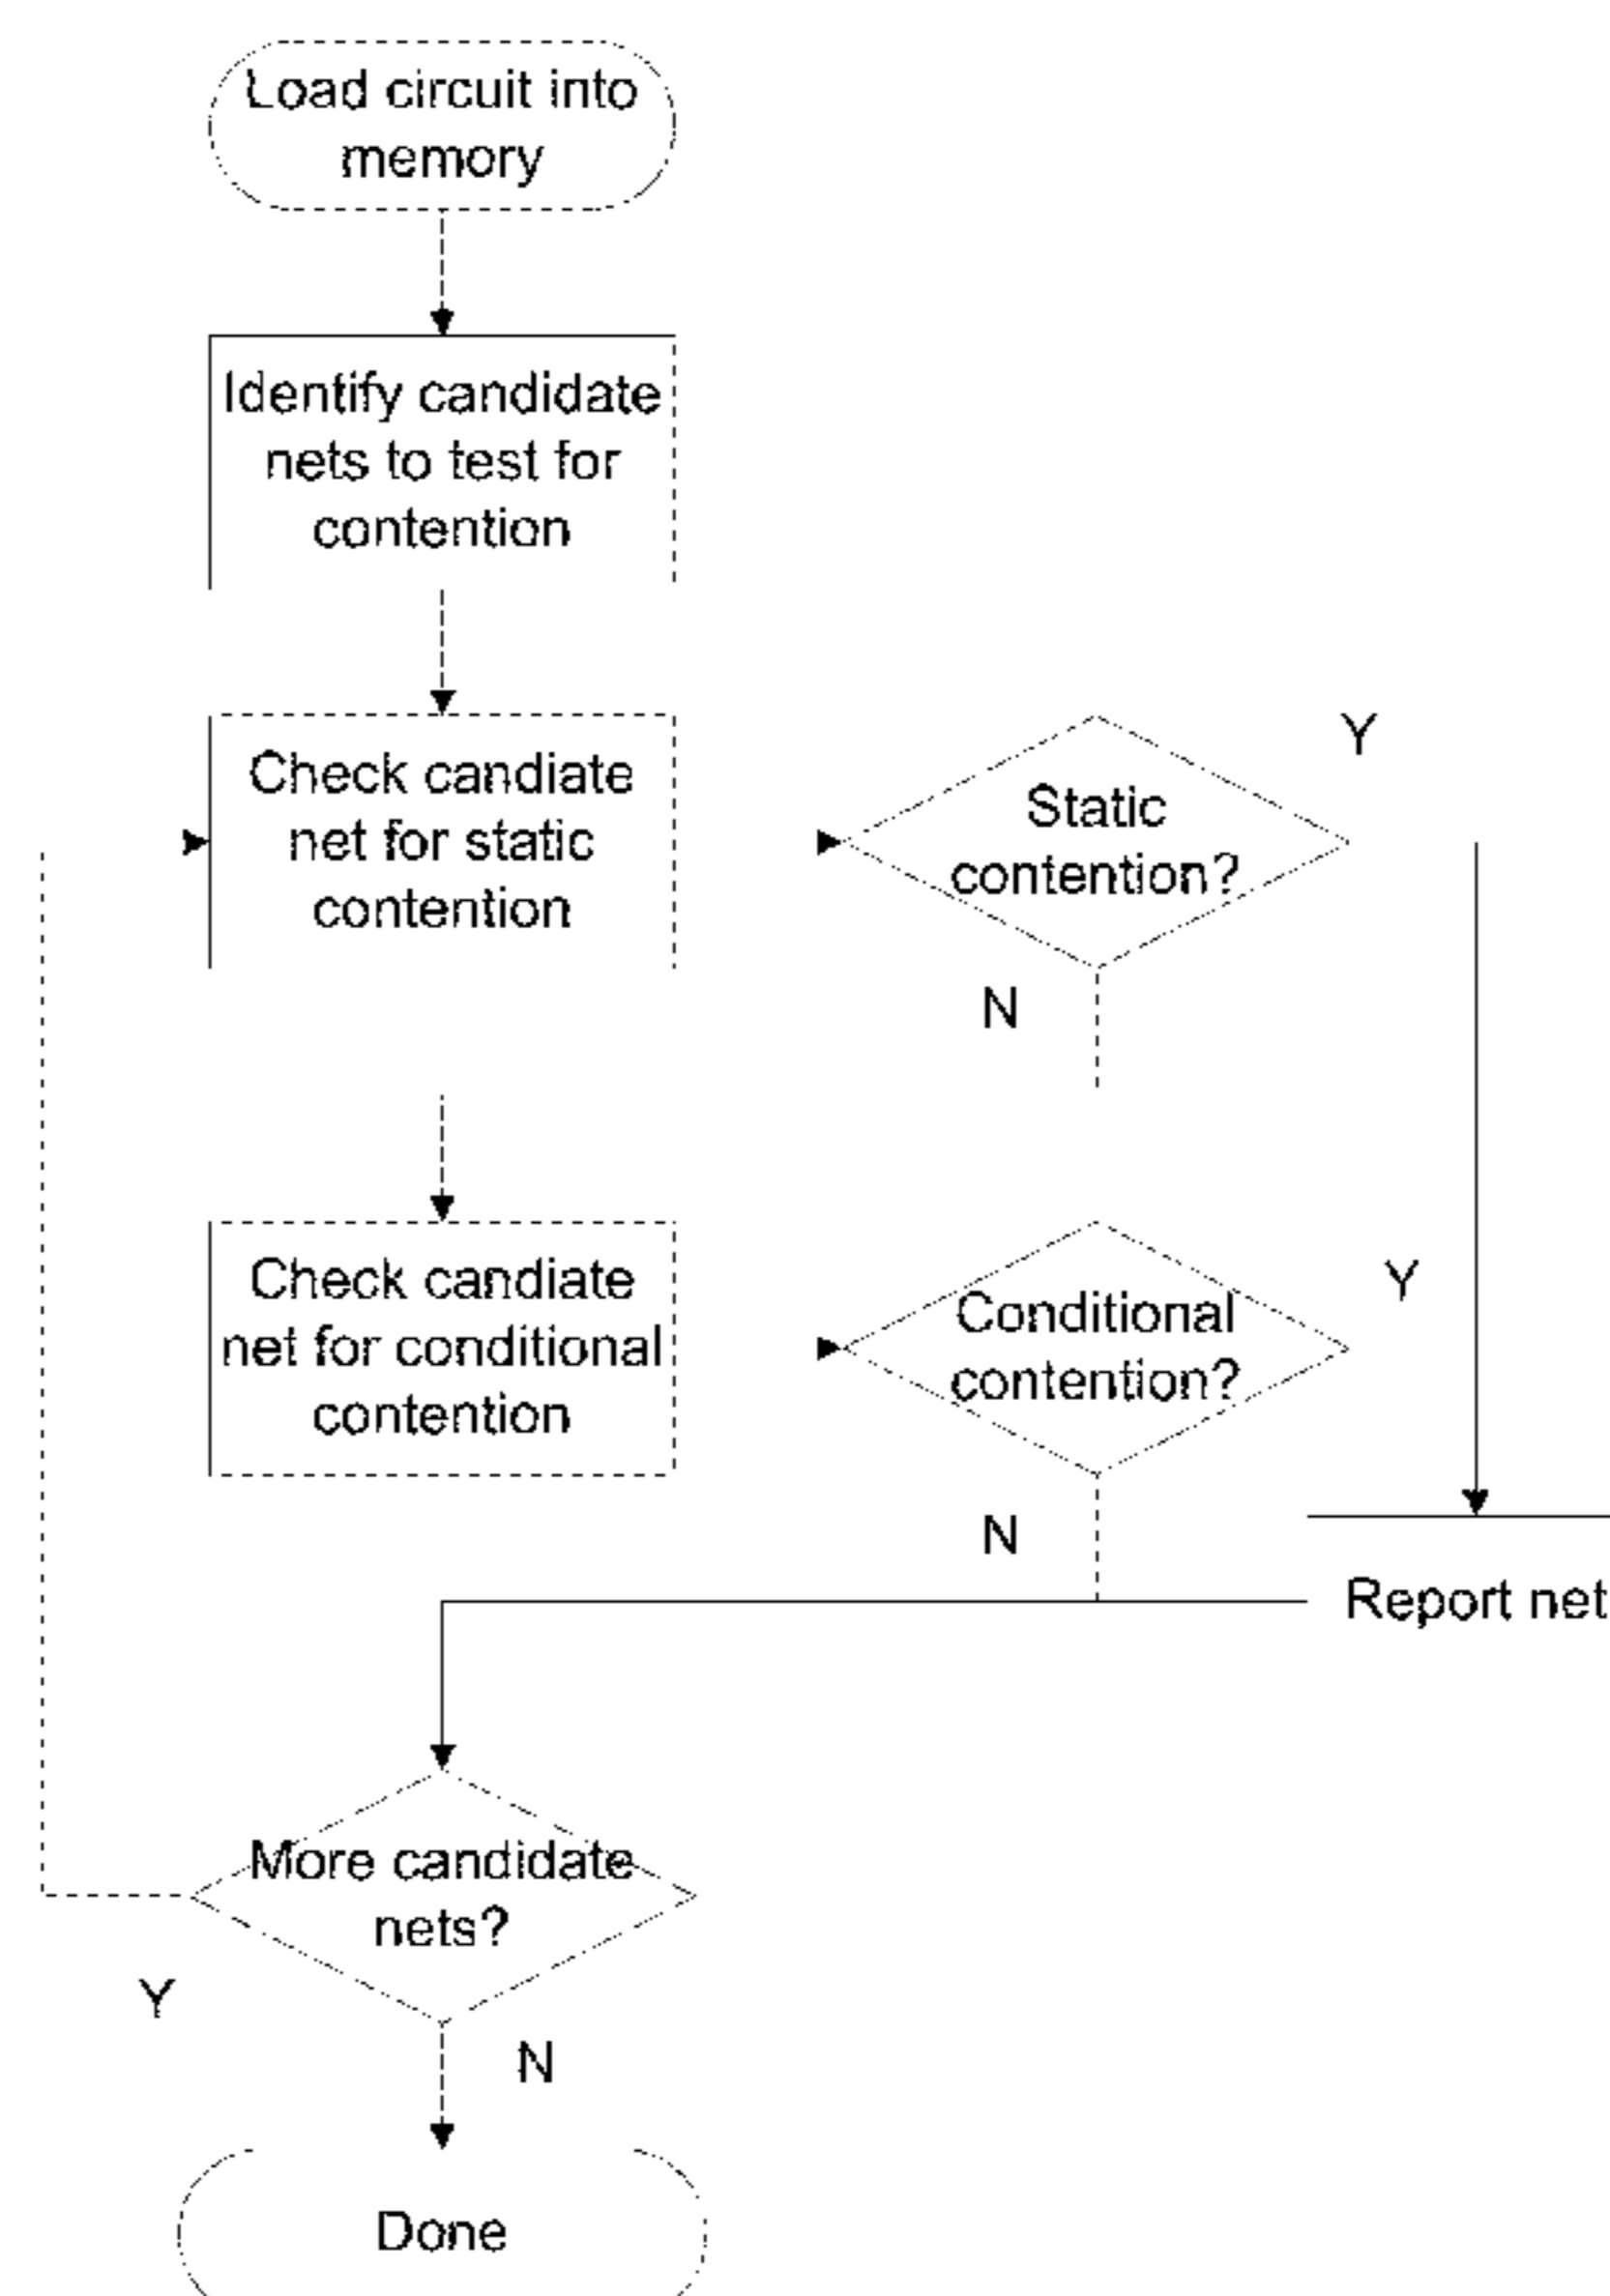 Load circuit into
memory
Identify candidate
nets to test for
contention
Check candiate
net for static
contention
Static
contention?
Y
N
Check candiate
net for conditional
contention
Conditional
contention?
Y
N
Report net
More candidate
nets?
Y
N
Done